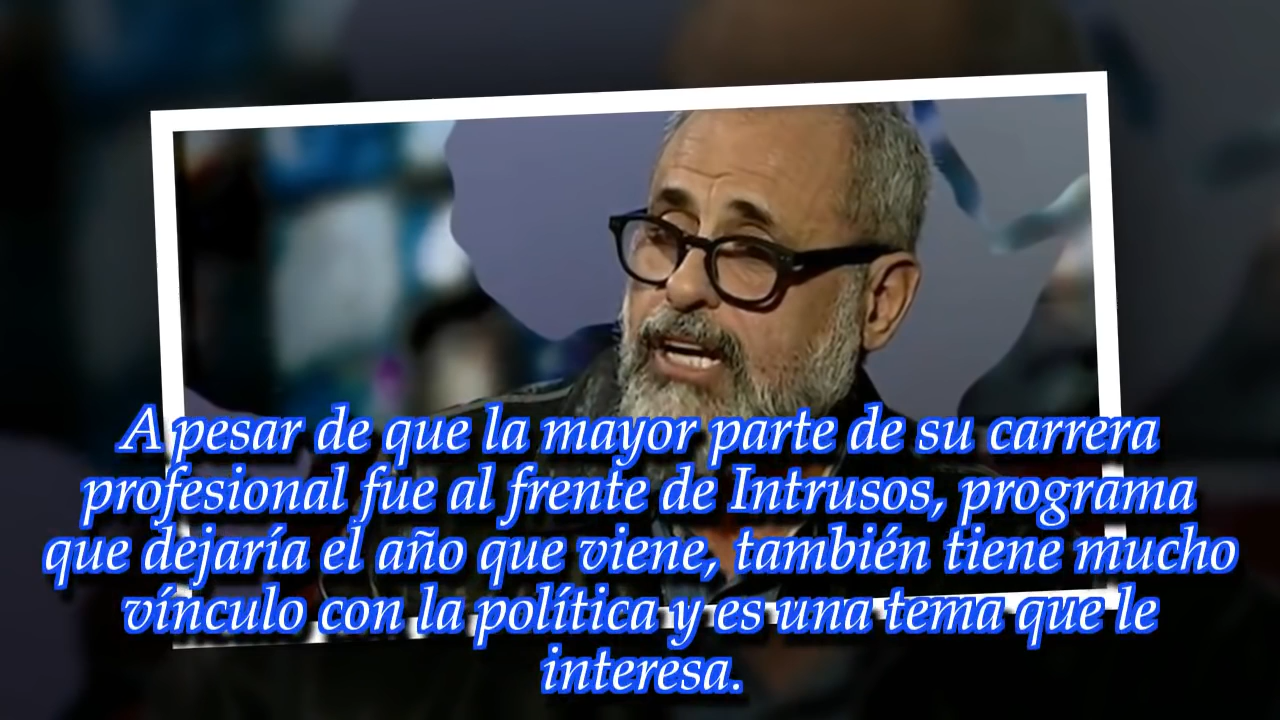 A pesar de que la mayor parte de su carrera
profesional fue al frente de Intrusos, programa
que dejaría el año que viene, también tiene mucho
vínculo con la política y es una tema que le
interesa.